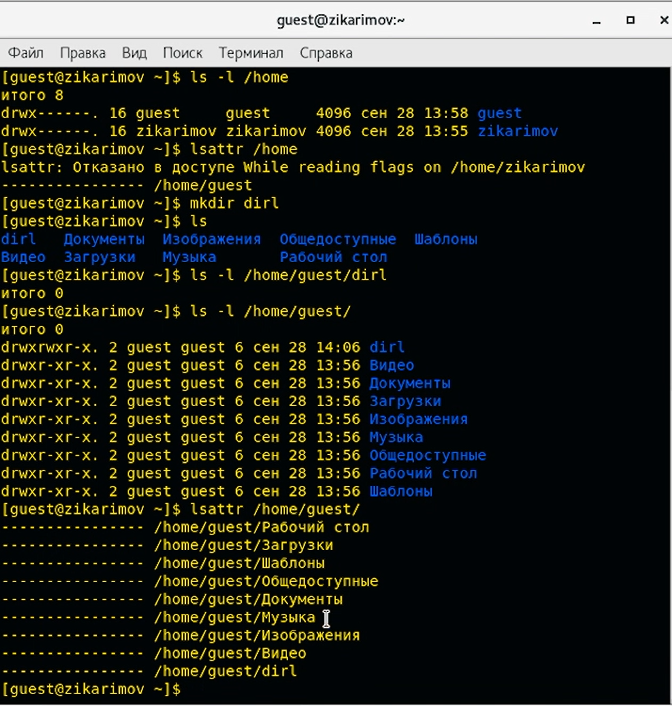 guest@zikarimov:~
Файл Правка Вид Поиск Терминал Справка
[guest@zikarimov ~]$ ls -l /home
итого 8
drwx------. 16 guest     guest     4096 сен 28 13:58 guest
drwx------. 16 zikarimov zikarimov 4096 сен 28 13:55 zikarimov
[guest@zikarimov ~]$ lsattr /home
lsattr: Отказано в доступе While reading flags on /home/zikarimov
---------------- /home/guest
[guest@zikarimov ~]$ mkdir dirl
[guest@zikarimov ~]$ ls
dirl   Документы  Изображения  Общедоступные  Шаблоны
Видео  Загрузки   Музыка       Рабочий стол
[guest@zikarimov ~]$ ls -l /home/guest/dirl
итого 0
[guest@zikarimov ~]$ ls -l /home/guest/
итого 0
drwxrwxr-x. 2 guest guest 6 сен 28 14:06 dirl
drwxr-xr-x. 2 guest guest 6 сен 28 13:56 Видео
drwxr-xr-x. 2 guest guest 6 сен 28 13:56 Документы
drwxr-xr-x. 2 guest guest 6 сен 28 13:56 Загрузки
drwxr-xr-x. 2 guest guest 6 сен 28 13:56 Изображения
drwxr-xr-x. 2 guest guest 6 сен 28 13:56 Музыка
drwxr-xr-x. 2 guest guest 6 сен 28 13:56 Общедоступные
drwxr-xr-x. 2 guest guest 6 сен 28 13:56 Рабочий стол
drwxr-xr-x. 2 guest guest 6 сен 28 13:56 Шаблоны
[guest@zikarimov ~]$ lsattr /home/guest/
---------------- /home/guest/Рабочий стол
---------------- /home/guest/Загрузки
---------------- /home/guest/Шаблоны
---------------- /home/guest/Общедоступные
---------------- /home/guest/Документы
---------------- /home/guest/Музыка
---------------- /home/guest/Изображения
---------------- /home/guest/Видео
---------------- /home/guest/dirl
[guest@zikarimov ~]$